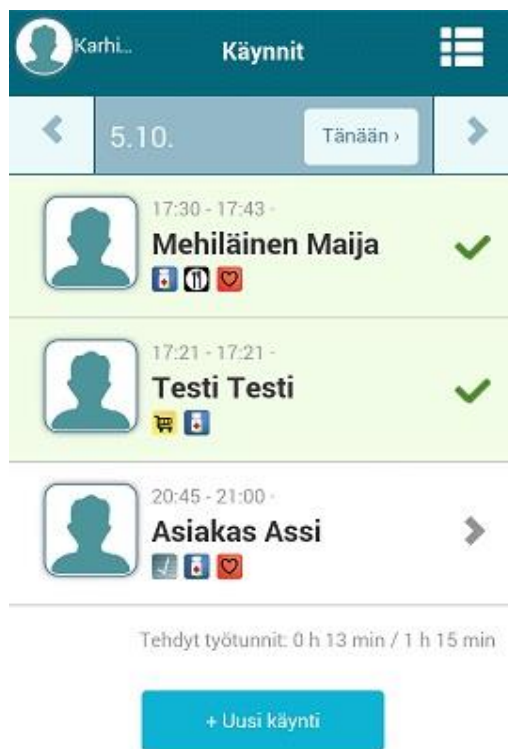 Karhi...
Käynnit
5.10.
Tänään ›
17:30 - 17:43 ·
Mehiläinen Maija
17:21 - 17:21 ·
Testi Testi
20:45 - 21:00 ·
Asiakas Assi
Tehdyt työtunnit: 0 h 13 min / 1 h 15 min
+ Uusi käynti